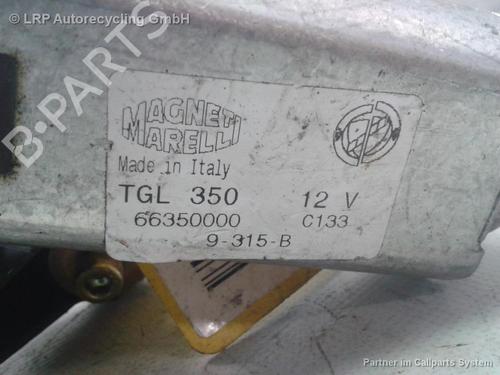 © LRP Autorecycling GmbH
B-PARTS
MAGNETI
MARELLI
Made in Italy
TGL 350 12 V
66350000 C133
9-315-B
Partner im Callparts System